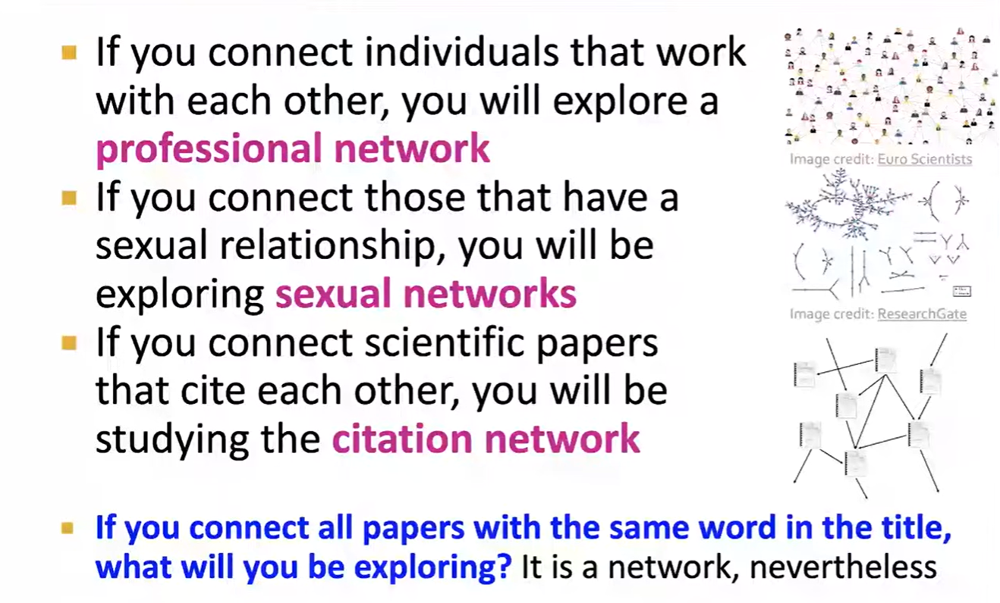 If you connect individuals that work
with each other, you will explore a
professional network
Image credit: Euro Scientists
If you connect those that have a
sexual relationship, you will be
exploring sexual networks
Image credit: ResearchGate
If you connect scientific papers
that cite each other, you will be
studying the citation network
If you connect all papers with the same word in the title,
what will you be exploring? It is a network, nevertheless